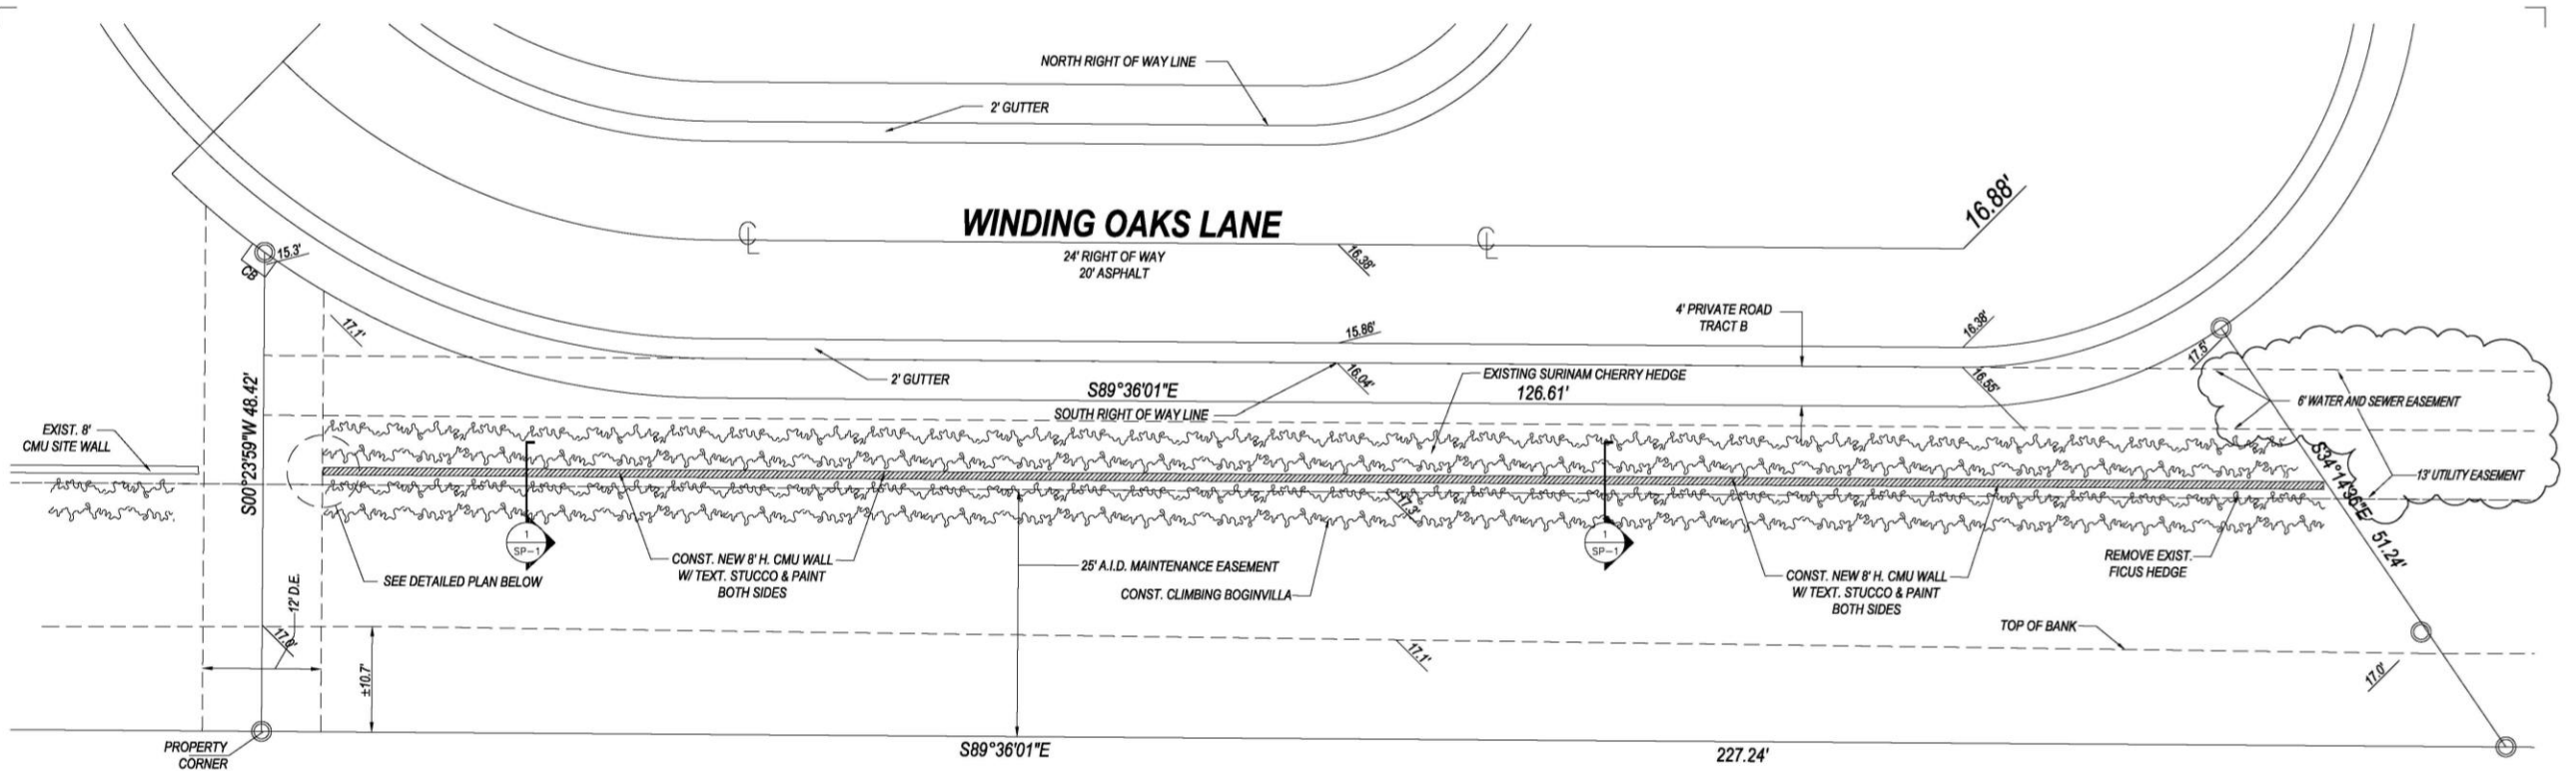 NORTH RIGHT OF WAY LINE
2' GUTTER
16.88'
WINDING OAKS LANE
24' RIGHT OF WAY
20' ASPHALT
16.38'
15.3'
CB
17.1'
15.86'
4' PRIVATE ROAD
TRACT B
16.38'
17.5'
2' GUTTER
S89°36'01"E
16.04'
EXISTING SURINAM CHERRY HEDGE
126.61'
16.55'
6' WATER AND SEWER EASEMENT
SOUTH RIGHT OF WAY LINE
S00°23'59"W 48.42'
EXIST. 8'
CMU SITE WALL
13' UTILITY EASEMENT
17.3'
1
SP-1
1
SP-1
SEE DETAILED PLAN BELOW
CONST. NEW 8' H. CMU WALL
W/ TEXT. STUCCO & PAINT
BOTH SIDES
25' A.I.D. MAINTENANCE EASEMENT
CONST. CLIMBING BOGINVILLA
CONST. NEW 8' H. CMU WALL
W/ TEXT. STUCCO & PAINT
BOTH SIDES
REMOVE EXIST.
FICUS HEDGE
51.24'
12' D.E.
17.0'
±10.7'
TOP OF BANK
17.1'
17.0'
PROPERTY
CORNER
S89°36'01"E
227.24'